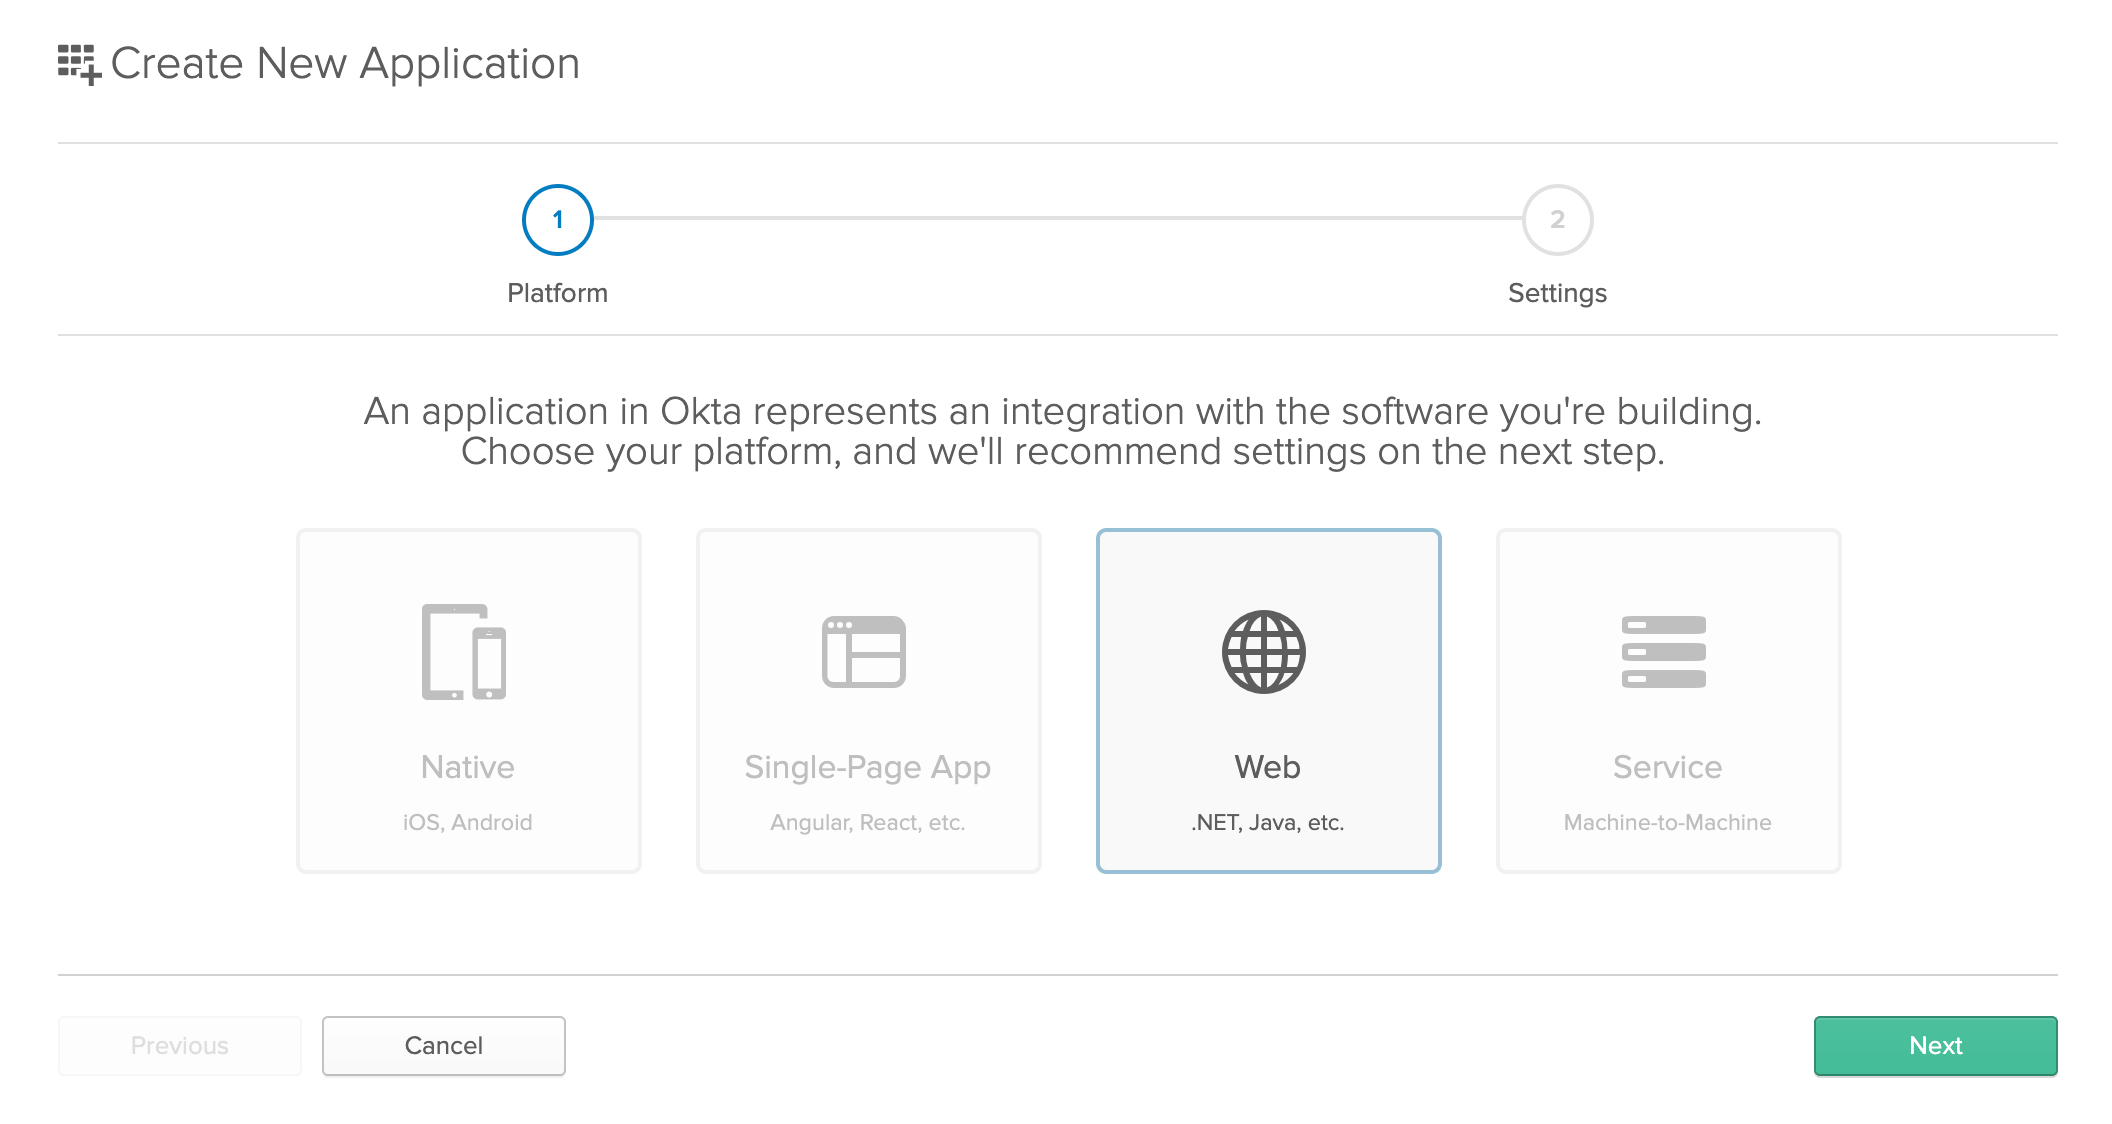 Create New Application
1
2
Platform
Settings
An application in Okta represents an integration with the software you're building.
Choose your platform, and we'll recommend settings on the next step.
Native
iOS, Android
Single-Page App
Angular, React, etc.
Web
.NET, Java, etc.
Service
Machine-to-Machine
Previous
Cancel
Next